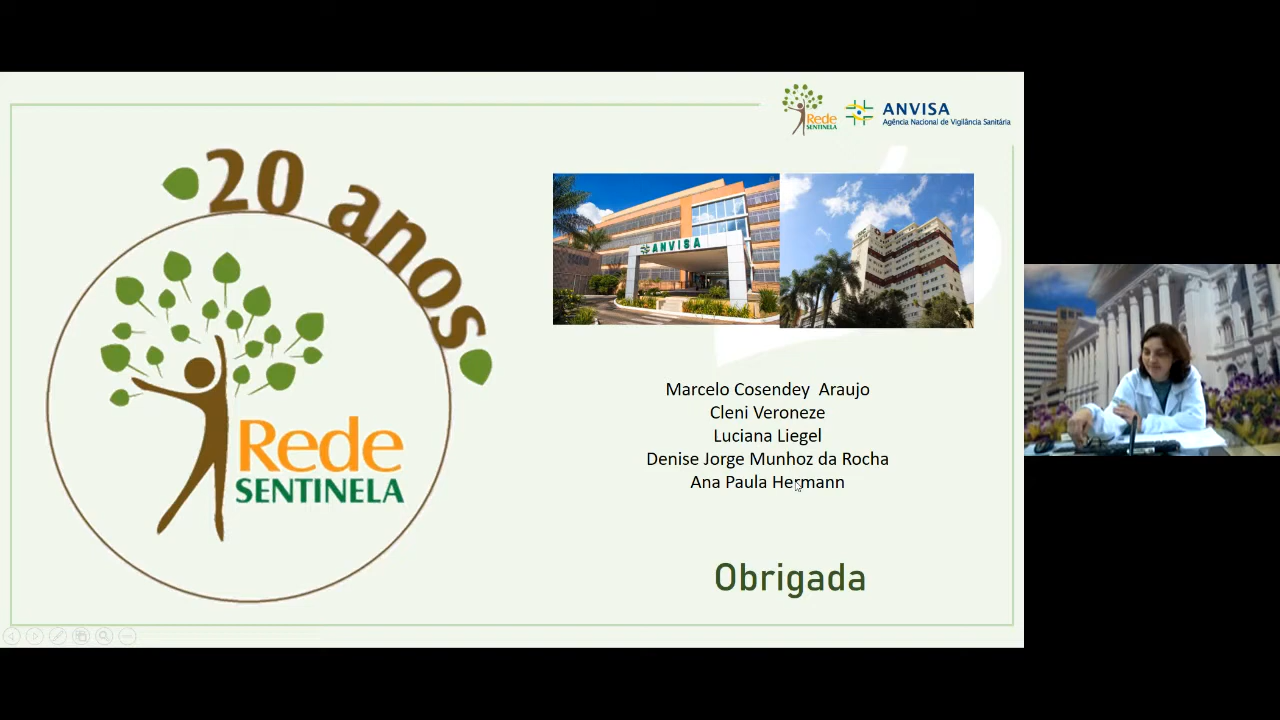 20 anos
Rede
SENTINELA
Rede
SENTINELA
ANVISA
Agência Nacional de Vigilância Sanitária
ANVISA
Marcelo Cosendey Araujo
Cleni Veroneze
Luciana Liegel
Denise Jorge Munhoz da Rocha
Ana Paula Hermann
Obrigada